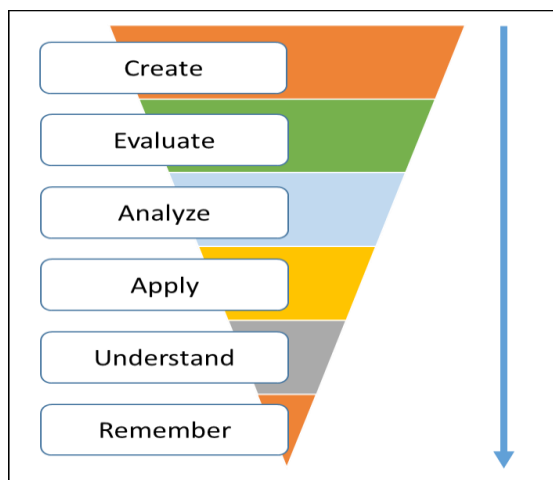 Create
Evaluate
Analyze
Apply
Understand
Remember